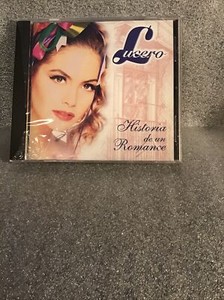 Lucero
Historia
de un
Romance